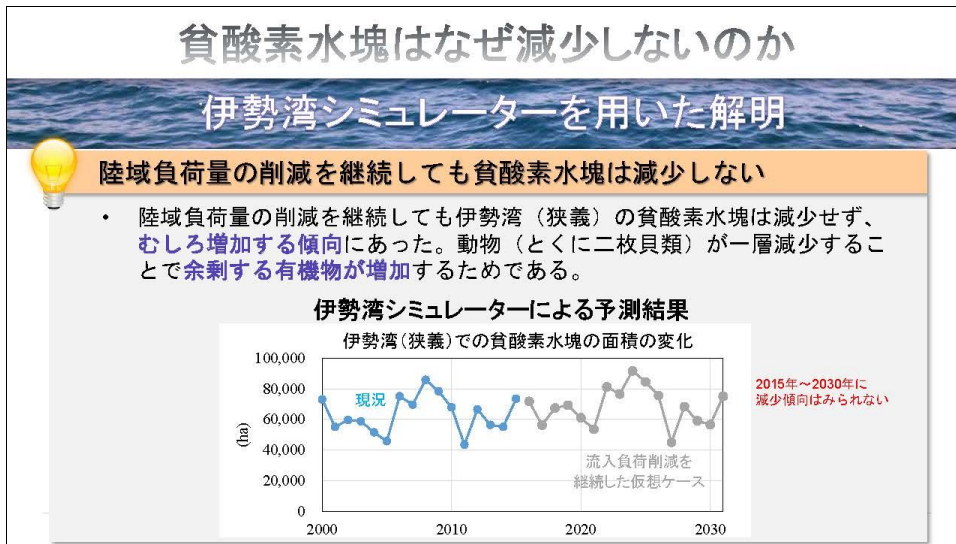 貧酸素水塊はなぜ減少しないのか
伊勢湾シミュレーターを用いた解明
陸域負荷量の削減を継続しても貧酸素水塊は減少しない
• 陸域負荷量の削減を継続しても伊勢湾（狭義）の貧酸素水塊は減少せず、
むしろ増加する傾向にあった。動物（とくに二枚貝類）が一層減少するこ
とで余剰する有機物が増加するためである。
伊勢湾シミュレーターによる予測結果
伊勢湾(狭義)での貧酸素水塊の面積の変化
100,000
80,000
60,000
40,000
20,000
0
(ha)
現況
流入負荷削減を
継続した仮想ケース
2000
2010
2020
2030
2015年～2030年に
減少傾向はみられない